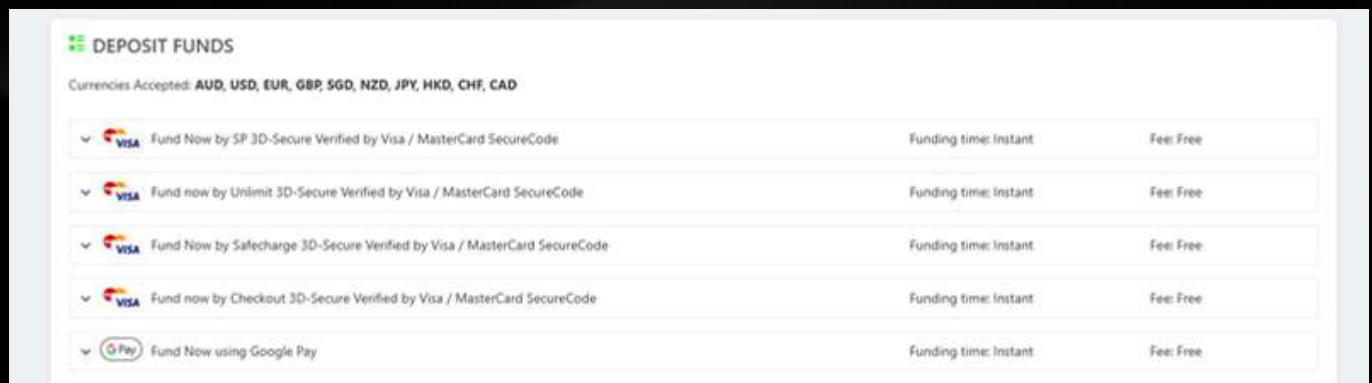 DEPOSIT FUNDS
Currencies Accepted: AUD, USD, EUR, GBP, SGD, NZD, JPY, HKD, CHF, CAD
VISA Fund Now by SP 3D-Secure Verified by Visa / MasterCard SecureCode Funding time: Instant Fee: Free
VISA Fund now by Unlimit 3D-Secure Verified by Visa / MasterCard SecureCode Funding time: Instant Fee: Free
VISA Fund Now by Safecharge 3D-Secure Verified by Visa / MasterCard SecureCode Funding time: Instant Fee: Free
VISA Fund now by Checkout 3D-Secure Verified by Visa / MasterCard SecureCode Funding time: Instant Fee: Free
G Pay Fund Now using Google Pay Funding time: Instant Fee: Free